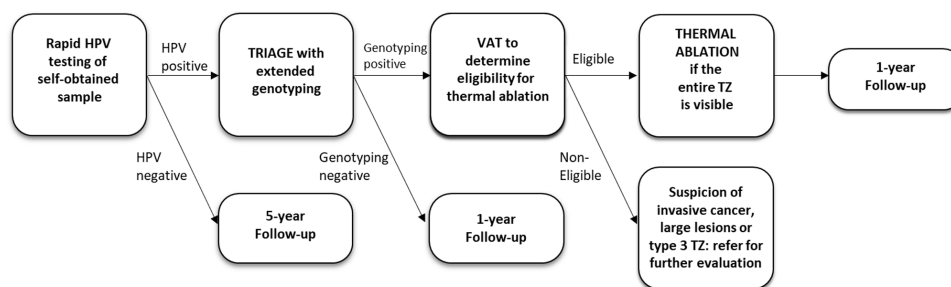 Rapid HPV
testing of
self-obtained
sample
HPV
positive
TRIAGE with
extended
genotyping
Genotyping
positive
VAT to
determine
eligibility for
thermal ablation
Eligible
THERMAL
ABLATION
if the
entire TZ
is visible
1-year
Follow-up
HPV
negative
5-year
Follow-up
Genotyping
negative
1-year
Follow-up
Non-
Eligible
Suspicion of
invasive cancer,
large lesions or
type 3 TZ: refer for
further evaluation